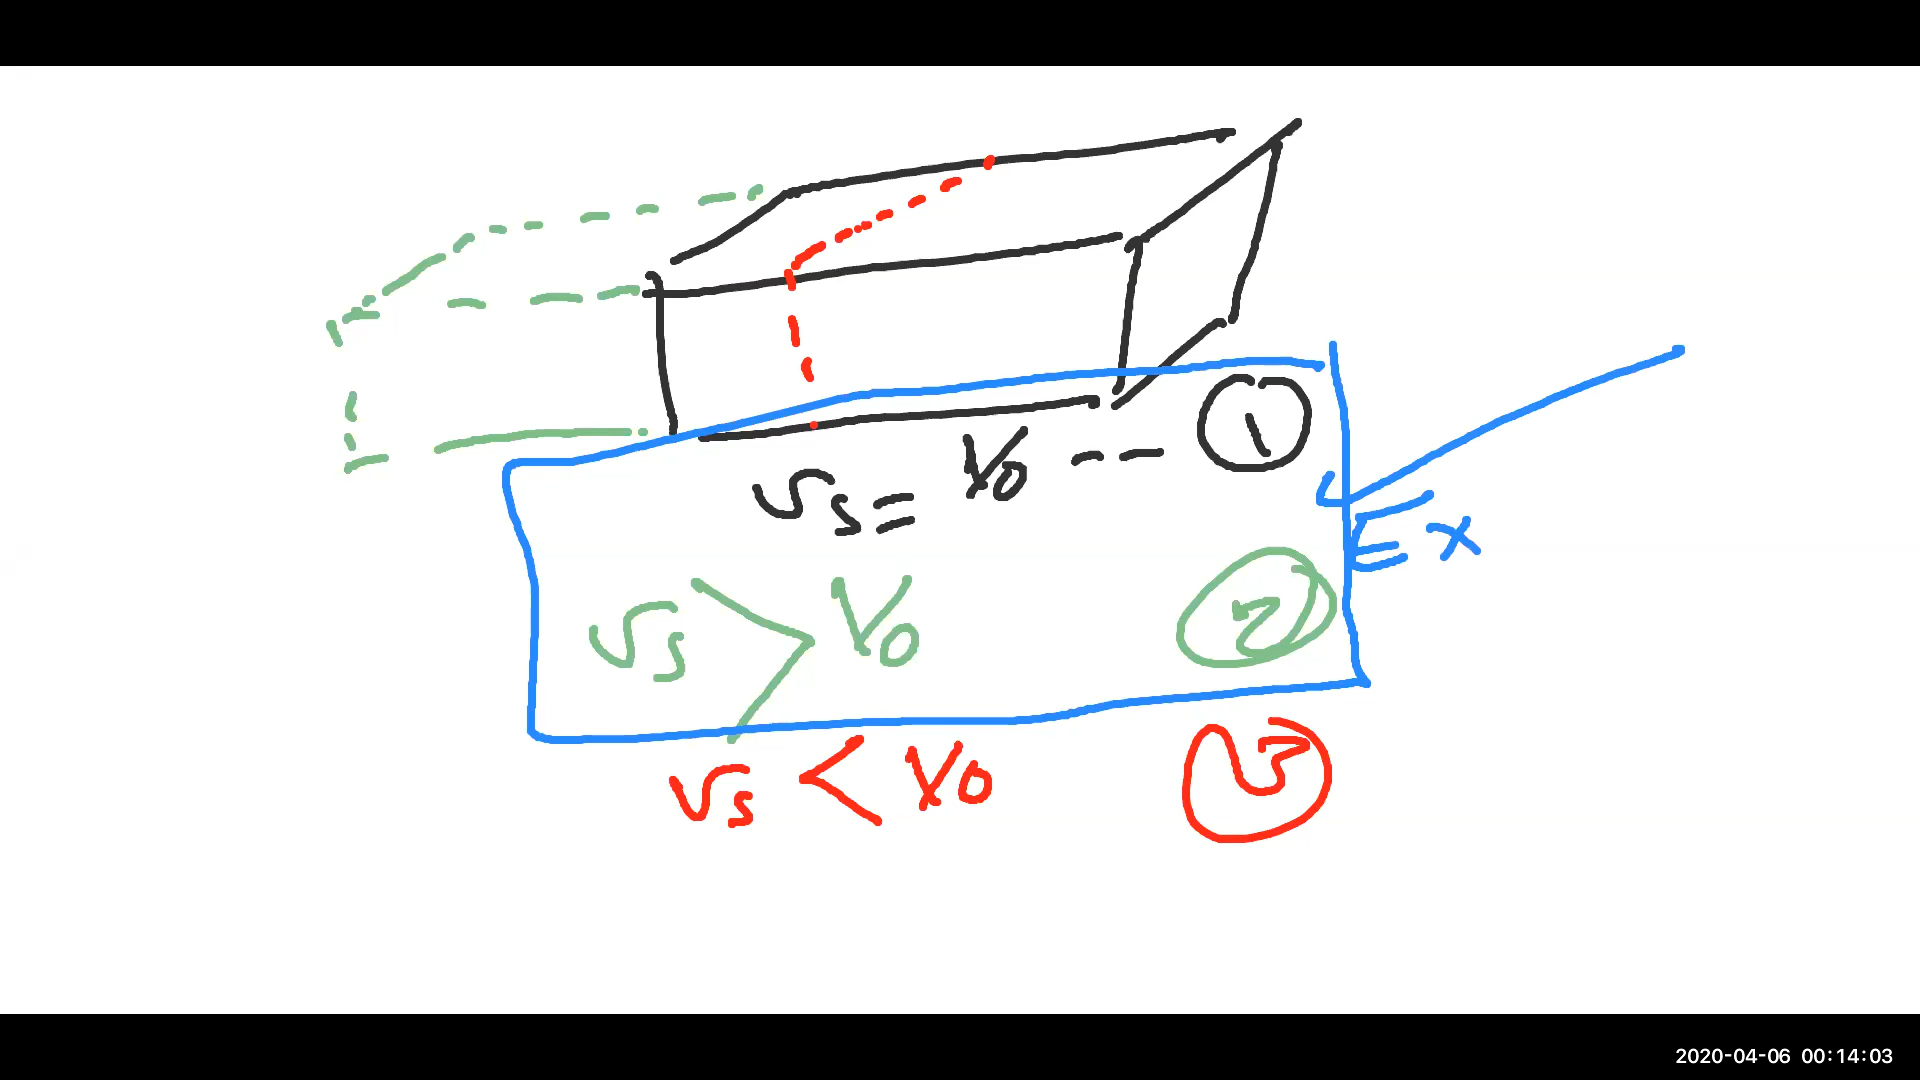 Vs = V0 --- 1
Ex
Vs > V0 2
Vs < V0 3
2020-04-06 00:14:03